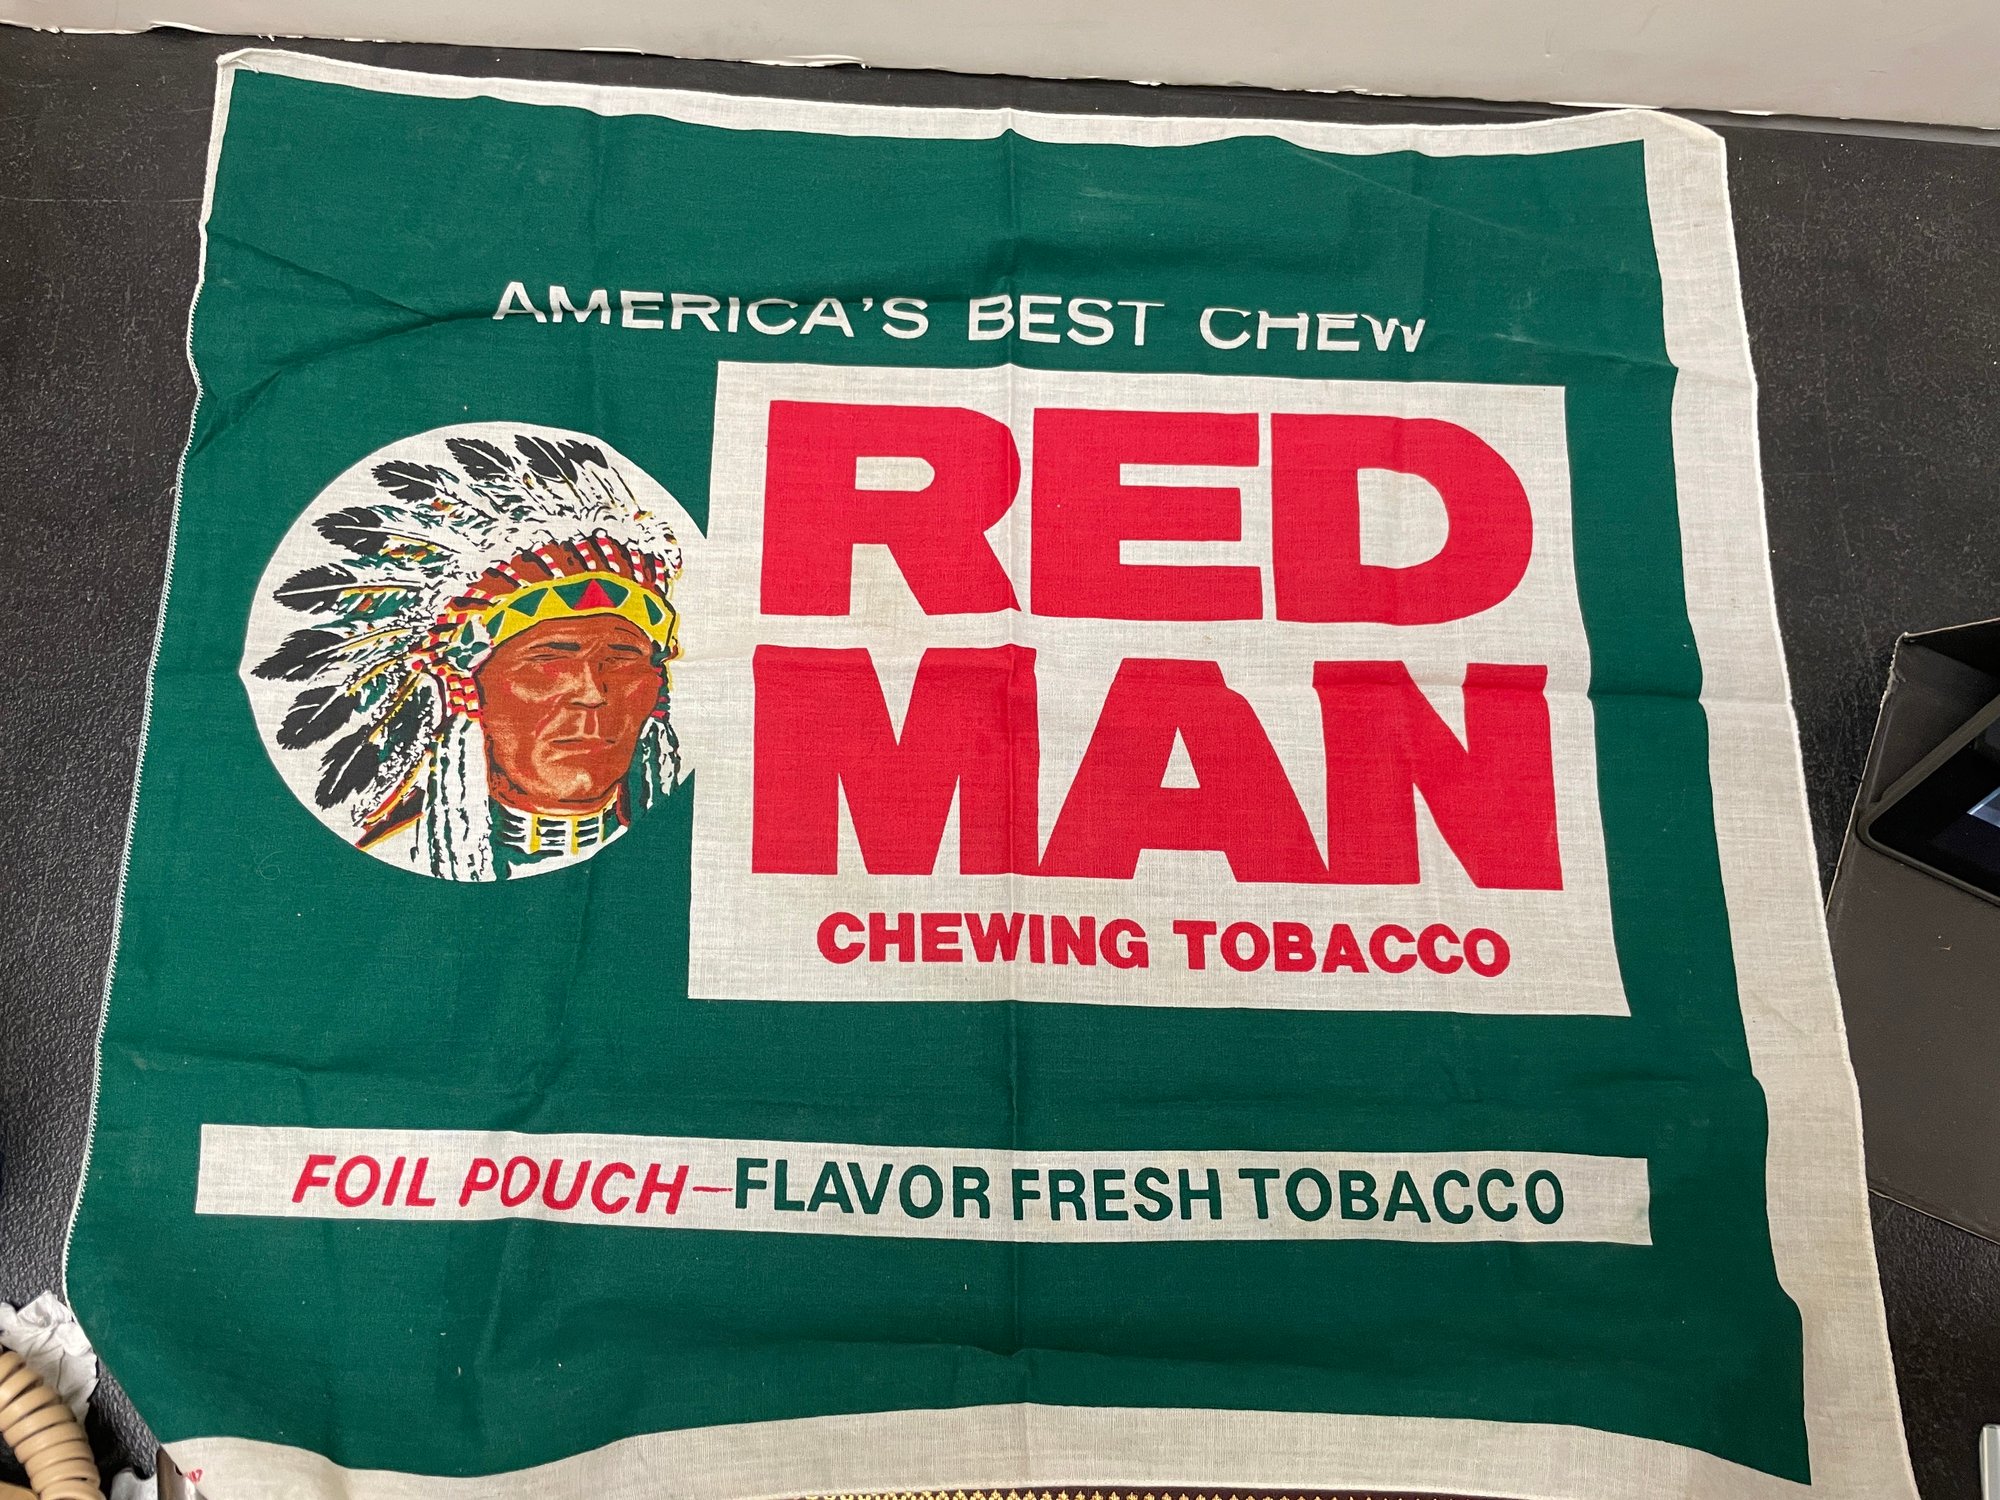 AMERICA'S BEST CHEW
RED
MAN
CHEWING TOBACCO
FOIL POUCH—FLAVOR FRESH TOBACCO